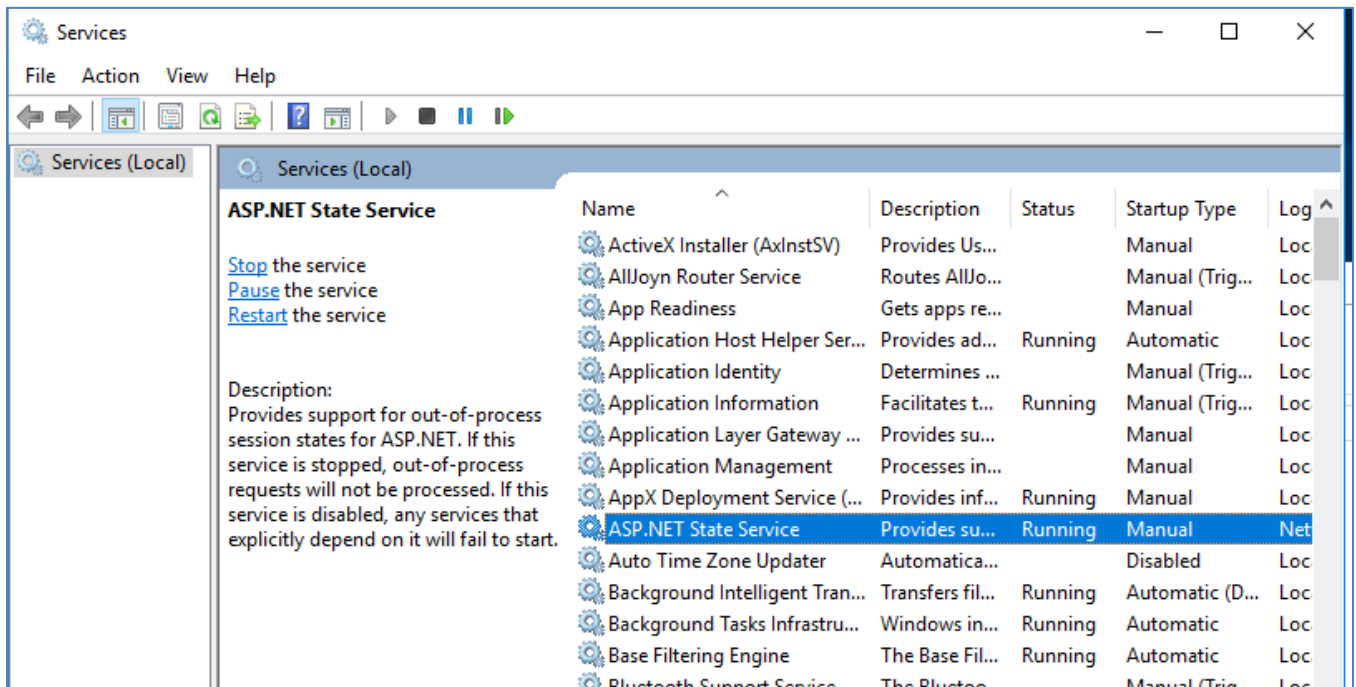 Services
File Action View Help
Services (Local)
Services (Local)
ASP.NET State Service
Stop the service
Pause the service
Restart the service
Description:
Provides support for out-of-process
session states for ASP.NET. If this
service is stopped, out-of-process
requests will not be processed. If this
service is disabled, any services that
explicitly depend on it will fail to start.
Name Description Status Startup Type Log
ActiveX Installer (AxInstSV) Provides Us... Manual Loc
AllJoyn Router Service Routes AllJo... Manual (Trig... Loc
App Readiness Gets apps re... Manual Loc
Application Host Helper Ser... Provides ad... Running Automatic Loc
Application Identity Determines ... Manual (Trig... Loc
Application Information Facilitates t... Running Manual (Trig... Loc
Application Layer Gateway ... Provides su... Manual Loc
Application Management Processes in... Manual Loc
AppX Deployment Service (... Provides inf... Running Manual Loc
ASP.NET State Service Provides su... Running Manual Net
Auto Time Zone Updater Automatica... Disabled Loc
Background Intelligent Tran... Transfers fil... Running Automatic (D... Loc
Background Tasks Infrastru... Windows in... Running Automatic Loc
Base Filtering Engine The Base Fil... Running Automatic Loc
Bluetooth Support Service The Bluetoo... Manual (Trig... Loc